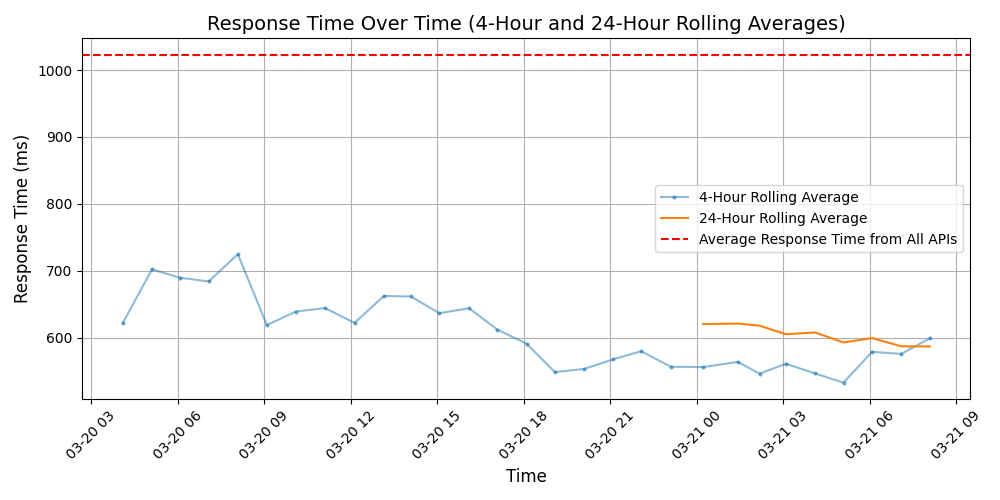 Response Time Over Time (4-Hour and 24-Hour Rolling Averages)
Response Time (ms)
1000
900
800
700
600
4-Hour Rolling Average
24-Hour Rolling Average
Average Response Time from All APIs
03-20 03
03-20 06
03-20 09
03-20 12
03-20 15
03-20 18
03-20 21
03-21 00
03-21 03
03-21 06
03-21 09
Time